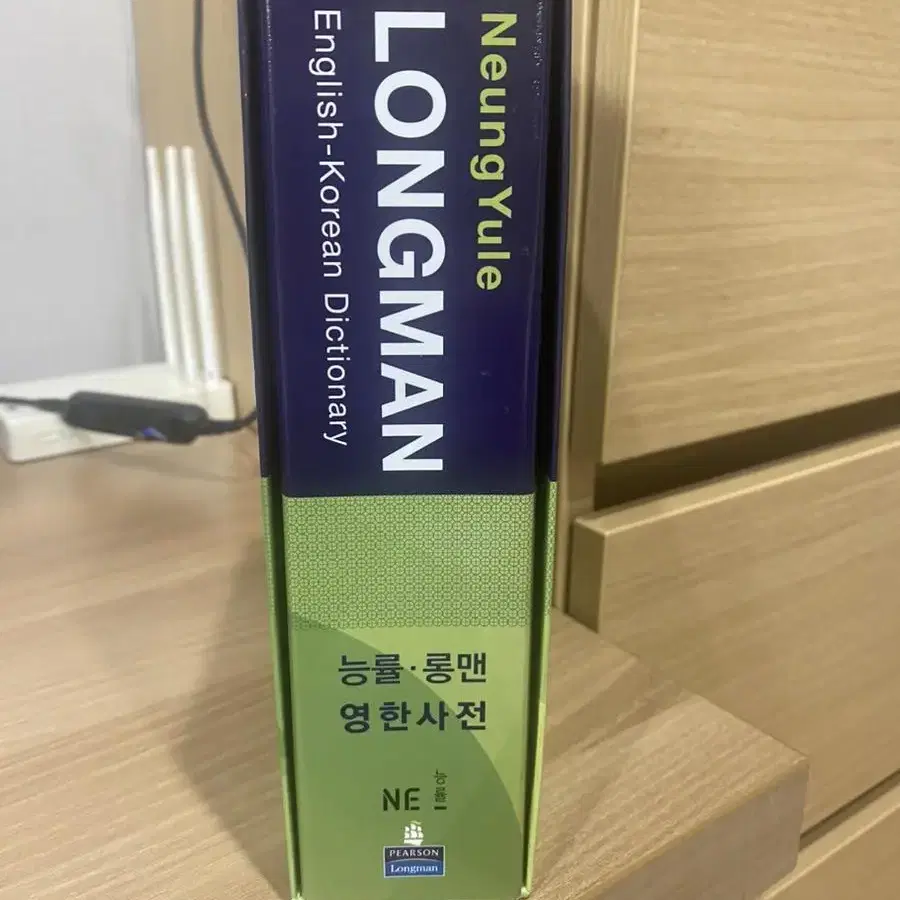 NeungYule
LONGMAN
English-Korean Dictionary
능률·롱맨
영한사전
NE 능률
PEARSON
Longman